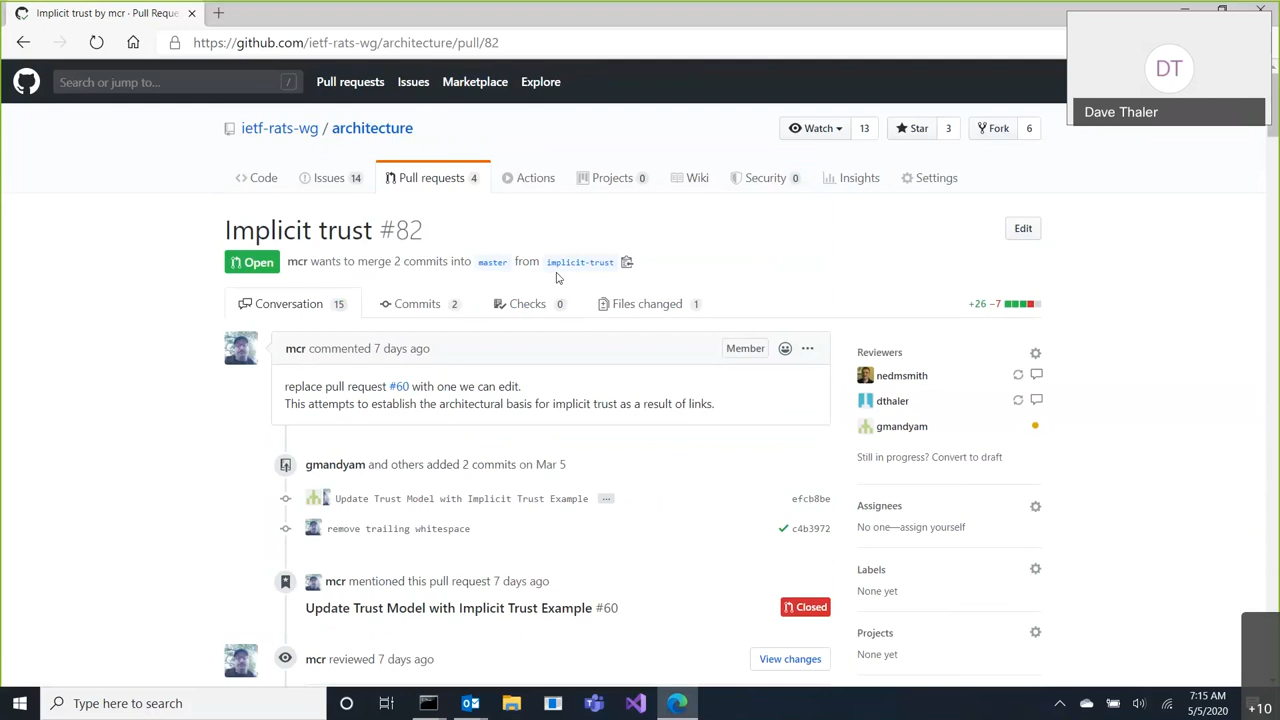 Implicit trust by mcr · Pull Reque
https://github.com/ietf-rats-wg/architecture/pull/82
DT
Dave Thaler
Search or jump to...
/
Pull requests
Issues
Marketplace
Explore
ietf-rats-wg / architecture
Watch 13
Star 3
Fork 6
Code
Issues 14
Pull requests 4
Actions
Projects 0
Wiki
Security 0
Insights
Settings
Implicit trust #82
Edit
Open
mcr wants to merge 2 commits into master from implicit-trust
Conversation 15
Commits 2
Checks 0
Files changed 1
+26 −7
mcr commented 7 days ago
Member
replace pull request #60 with one we can edit.
This attempts to establish the architectural basis for implicit trust as a result of links.
gmandyam and others added 2 commits on Mar 5
Update Trust Model with Implicit Trust Example ...
efcb8be
remove trailing whitespace
c4b3972
mcr mentioned this pull request 7 days ago
Update Trust Model with Implicit Trust Example #60
Closed
mcr reviewed 7 days ago
View changes
Reviewers
nedmsmith
dthaler
gmandyam
Still in progress? Convert to draft
Assignees
No one—assign yourself
Labels
None yet
Projects
None yet
Type here to search
7:15 AM
5/5/2020
+10